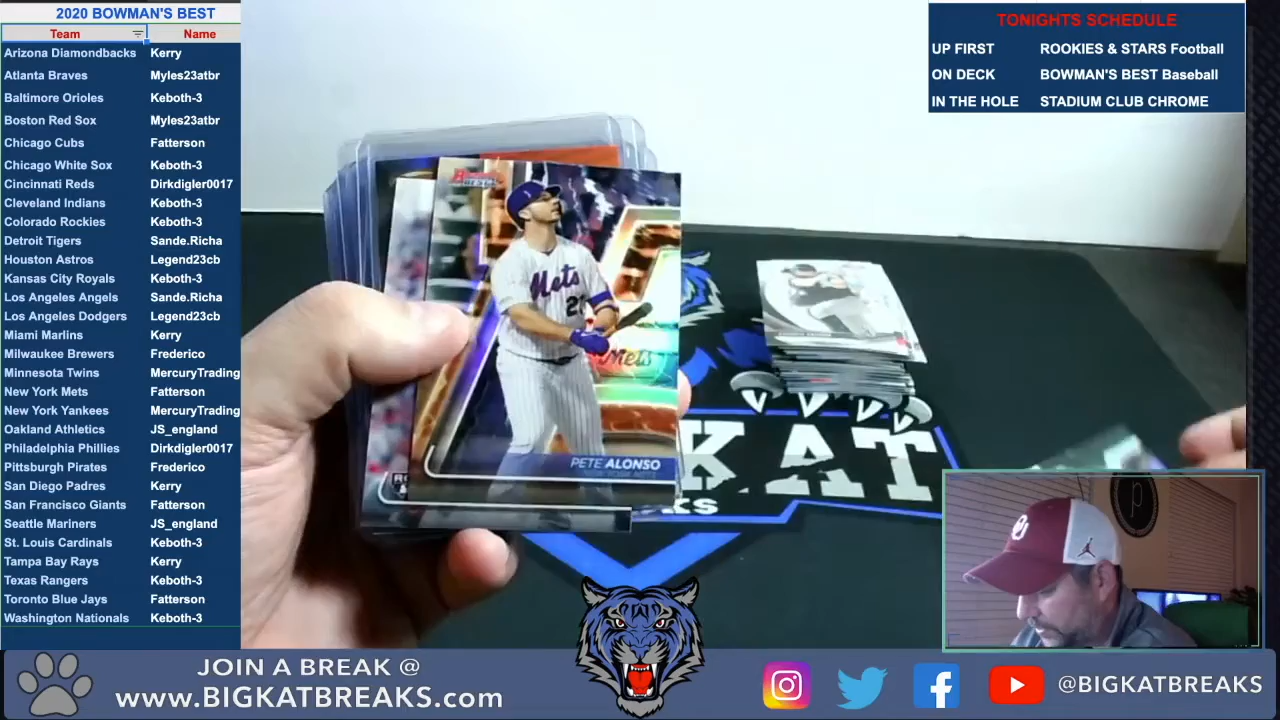 2020 BOWMAN'S BEST
Team Name
Arizona Diamondbacks Kerry
Atlanta Braves Myles23atbr
Baltimore Orioles Keboth-3
Boston Red Sox Myles23atbr
Chicago Cubs Fatterson
Chicago White Sox Keboth-3
Cincinnati Reds Dirkdigler0017
Cleveland Indians Keboth-3
Colorado Rockies Keboth-3
Detroit Tigers Sande.Richa
Houston Astros Legend23cb
Kansas City Royals Keboth-3
Los Angeles Angels Sande.Richa
Los Angeles Dodgers Legend23cb
Miami Marlins Kerry
Milwaukee Brewers Frederico
Minnesota Twins MercuryTrading
New York Mets Fatterson
New York Yankees MercuryTrading
Oakland Athletics JS_england
Philadelphia Phillies Dirkdigler0017
Pittsburgh Pirates Frederico
San Diego Padres Kerry
San Francisco Giants Fatterson
Seattle Mariners JS_england
St. Louis Cardinals Keboth-3
Tampa Bay Rays Kerry
Texas Rangers Keboth-3
Toronto Blue Jays Fatterson
Washington Nationals Keboth-3
TONIGHTS SCHEDULE
UP FIRST ROOKIES & STARS Football
ON DECK BOWMAN'S BEST Baseball
IN THE HOLE STADIUM CLUB CHROME
Mets
Mets
PETE ALONSO
NEW YORK METS
KAT
KS
OU
JOIN A BREAK @
www.BIGKATBREAKS.com
@BIGKATBREAKS